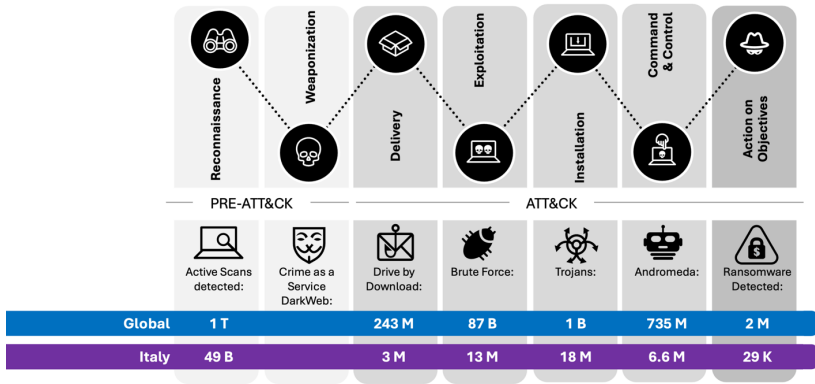 Reconnaissance
Weaponization
Delivery
Exploitation
Installation
Command
& Control
Action on
Objectives
PRE-ATT&CK
ATT&CK
Active Scans
detected:
Crime as a
Service
DarkWeb:
Drive by
Download:
Brute Force:
Trojans:
Andromeda:
Ransomware
Detected:
Global 1 T 243 M 87 B 1 B 735 M 2 M
Italy 49 B 3 M 13 M 18 M 6.6 M 29 K